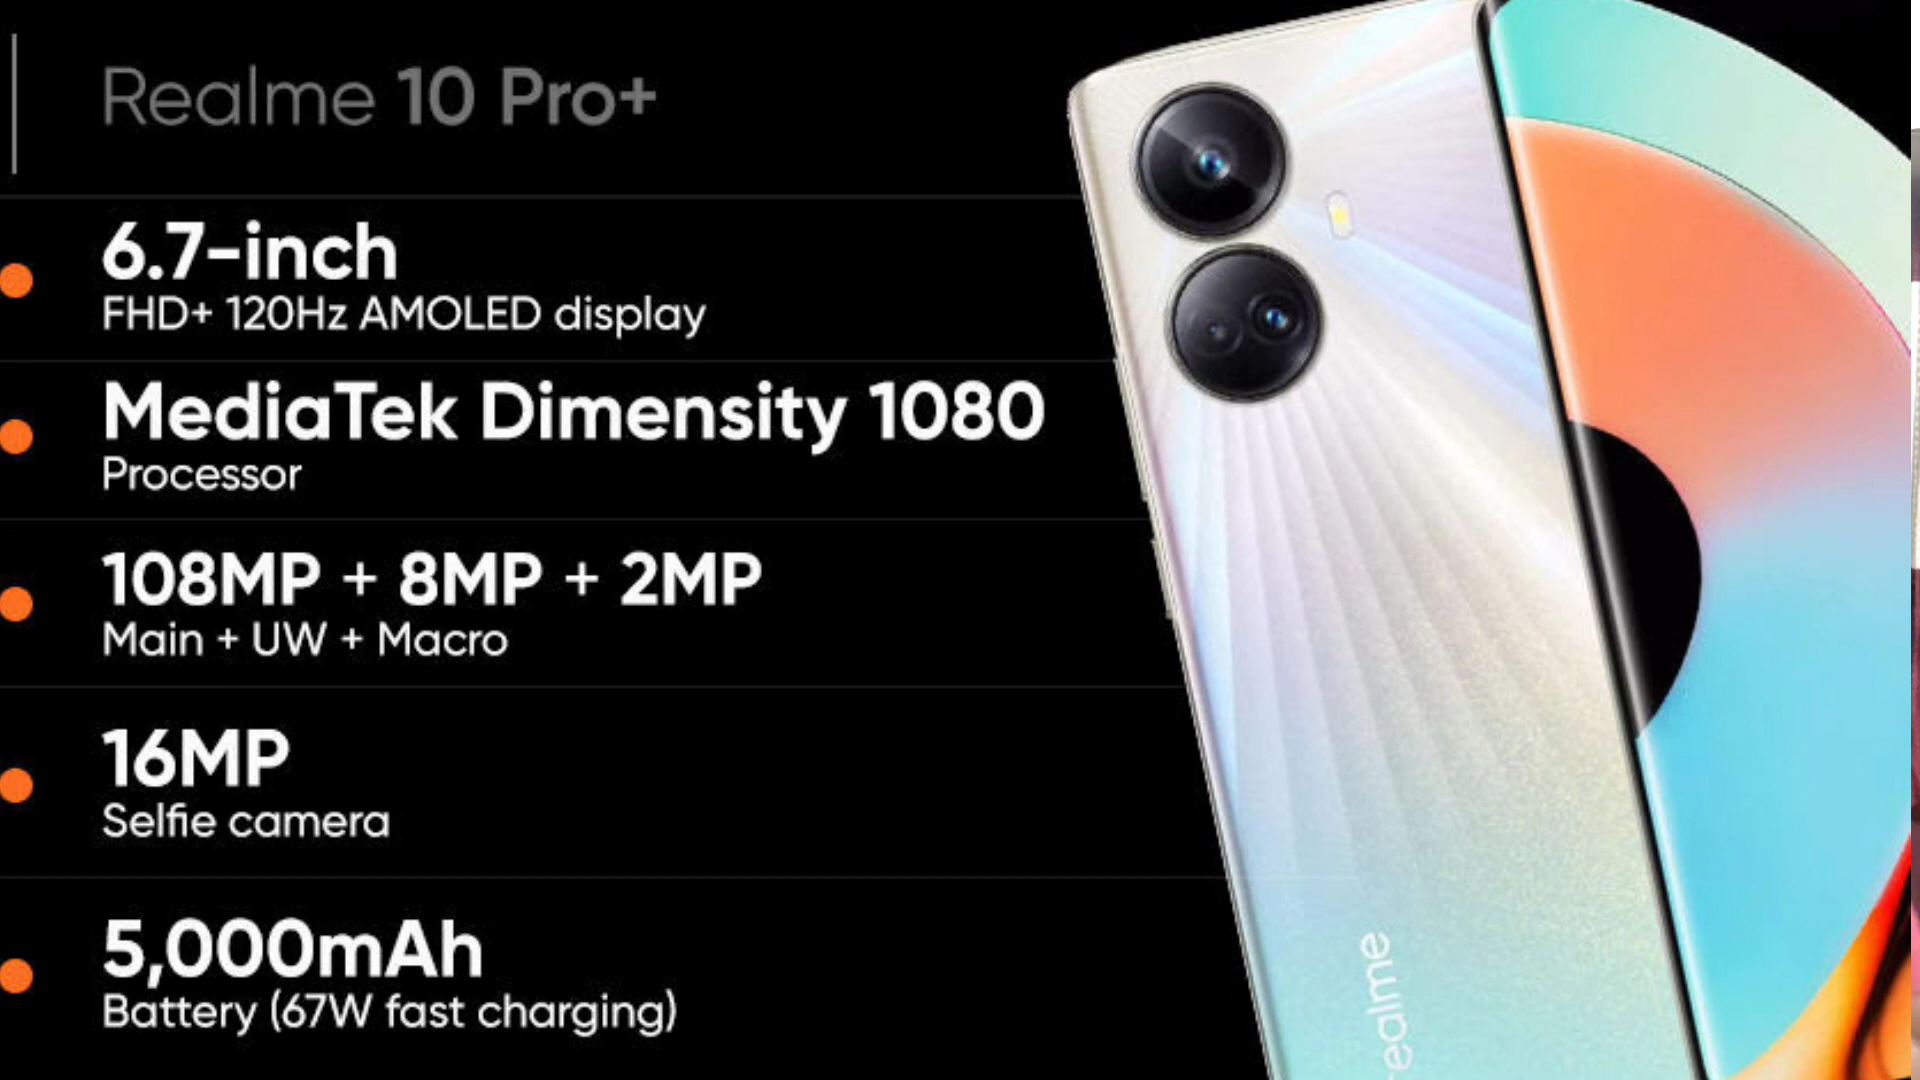 Realme 10 Pro+
6.7-inch
FHD+ 120Hz AMOLED display
MediaTek Dimensity 1080
Processor
108MP + 8MP + 2MP
Main + UW + Macro
16MP
Selfie camera
5,000mAh
Battery (67W fast charging)
realme